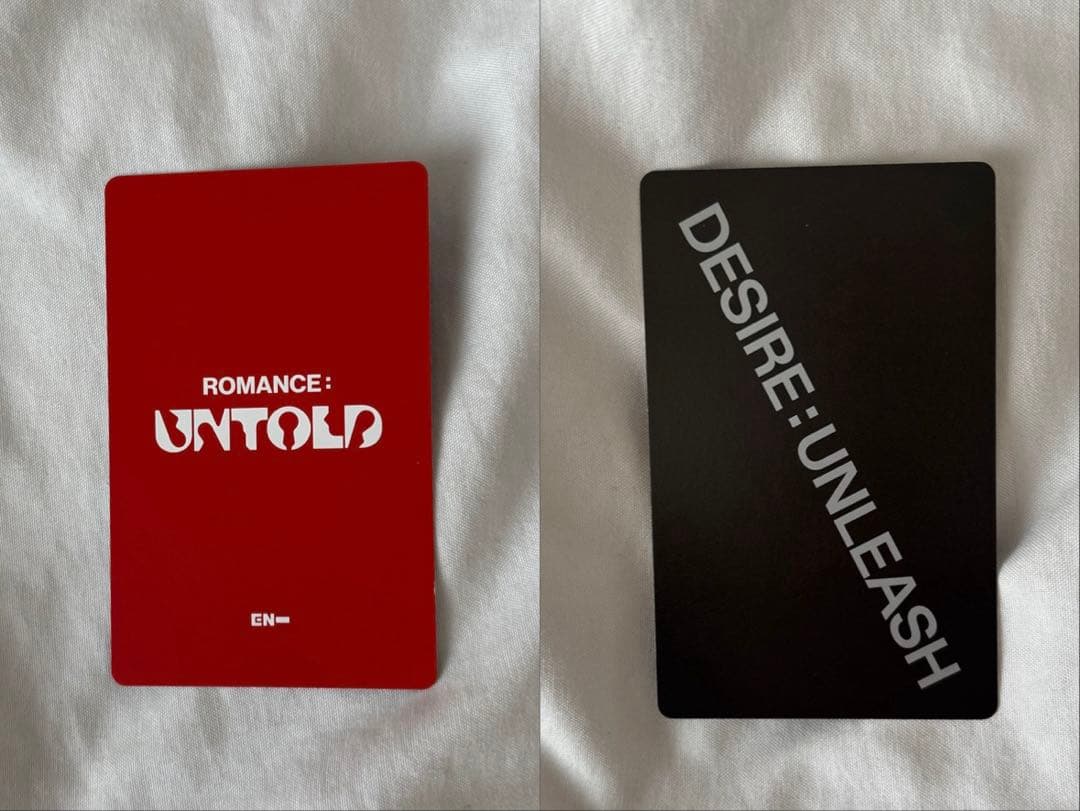 ROMANCE :
UNTOLD
EN-
DESIRE : UNLEASH